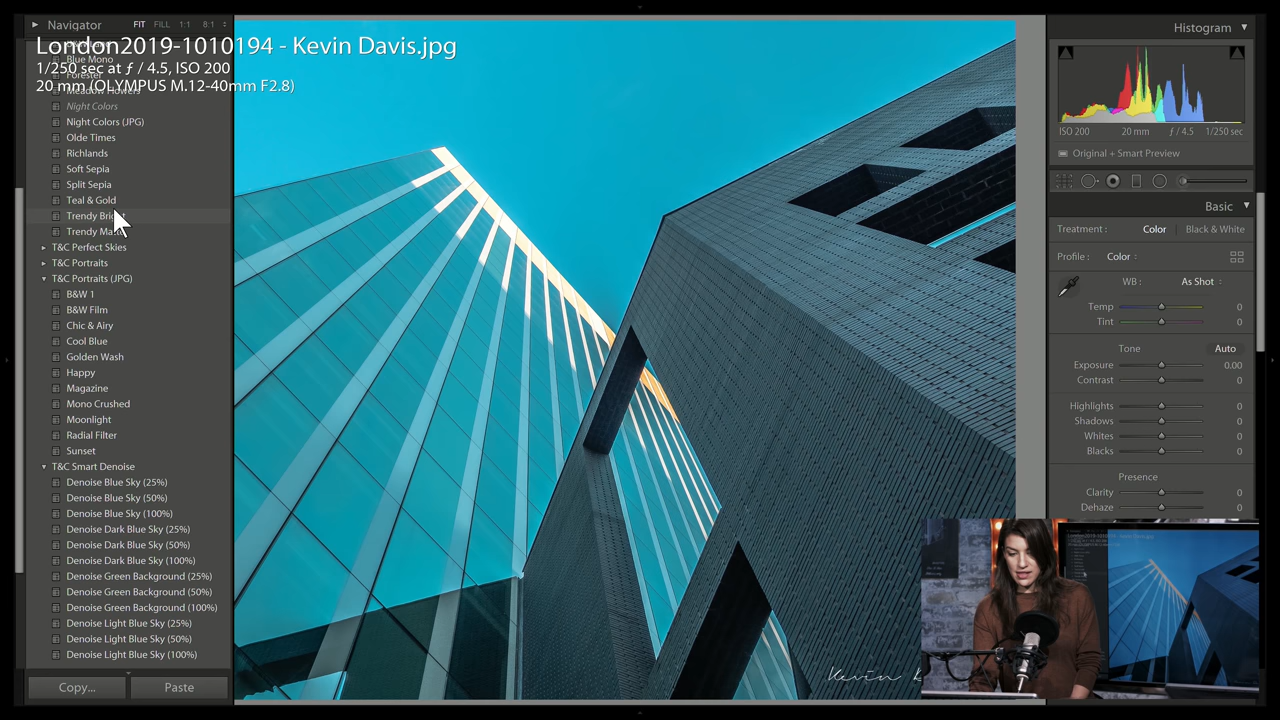 Navigator FIT FILL 1:1 8:1
London2019-1010194 - Kevin Davis.jpg
1/250 sec at ƒ / 4.5, ISO 200
20 mm (OLYMPUS M.12-40mm F2.8)
Blue Mono
Night Colors
Night Colors (JPG)
Olde Times
Richlands
Soft Sepia
Split Sepia
Teal & Gold
Trendy
Trendy
T&C Perfect Skies
T&C Portraits
T&C Portraits (JPG)
B&W 1
B&W Film
Chic & Airy
Cool Blue
Golden Wash
Happy
Magazine
Mono Crushed
Moonlight
Radial Filter
Sunset
T&C Smart Denoise
Denoise Blue Sky (25%)
Denoise Blue Sky (50%)
Denoise Blue Sky (100%)
Denoise Dark Blue Sky (25%)
Denoise Dark Blue Sky (50%)
Denoise Dark Blue Sky (100%)
Denoise Green Background (25%)
Denoise Green Background (50%)
Denoise Green Background (100%)
Denoise Light Blue Sky (25%)
Denoise Light Blue Sky (50%)
Denoise Light Blue Sky (100%)
Copy... Paste
Kevin
Histogram
ISO 200 20 mm ƒ / 4.5 1/250 sec
Original + Smart Preview
Basic
Treatment : Color Black & White
Profile : Color
WB : As Shot
Temp 0
Tint 0
Tone Auto
Exposure 0.00
Contrast 0
Highlights 0
Shadows 0
Whites 0
Blacks 0
Presence
Clarity 0
Dehaze 0